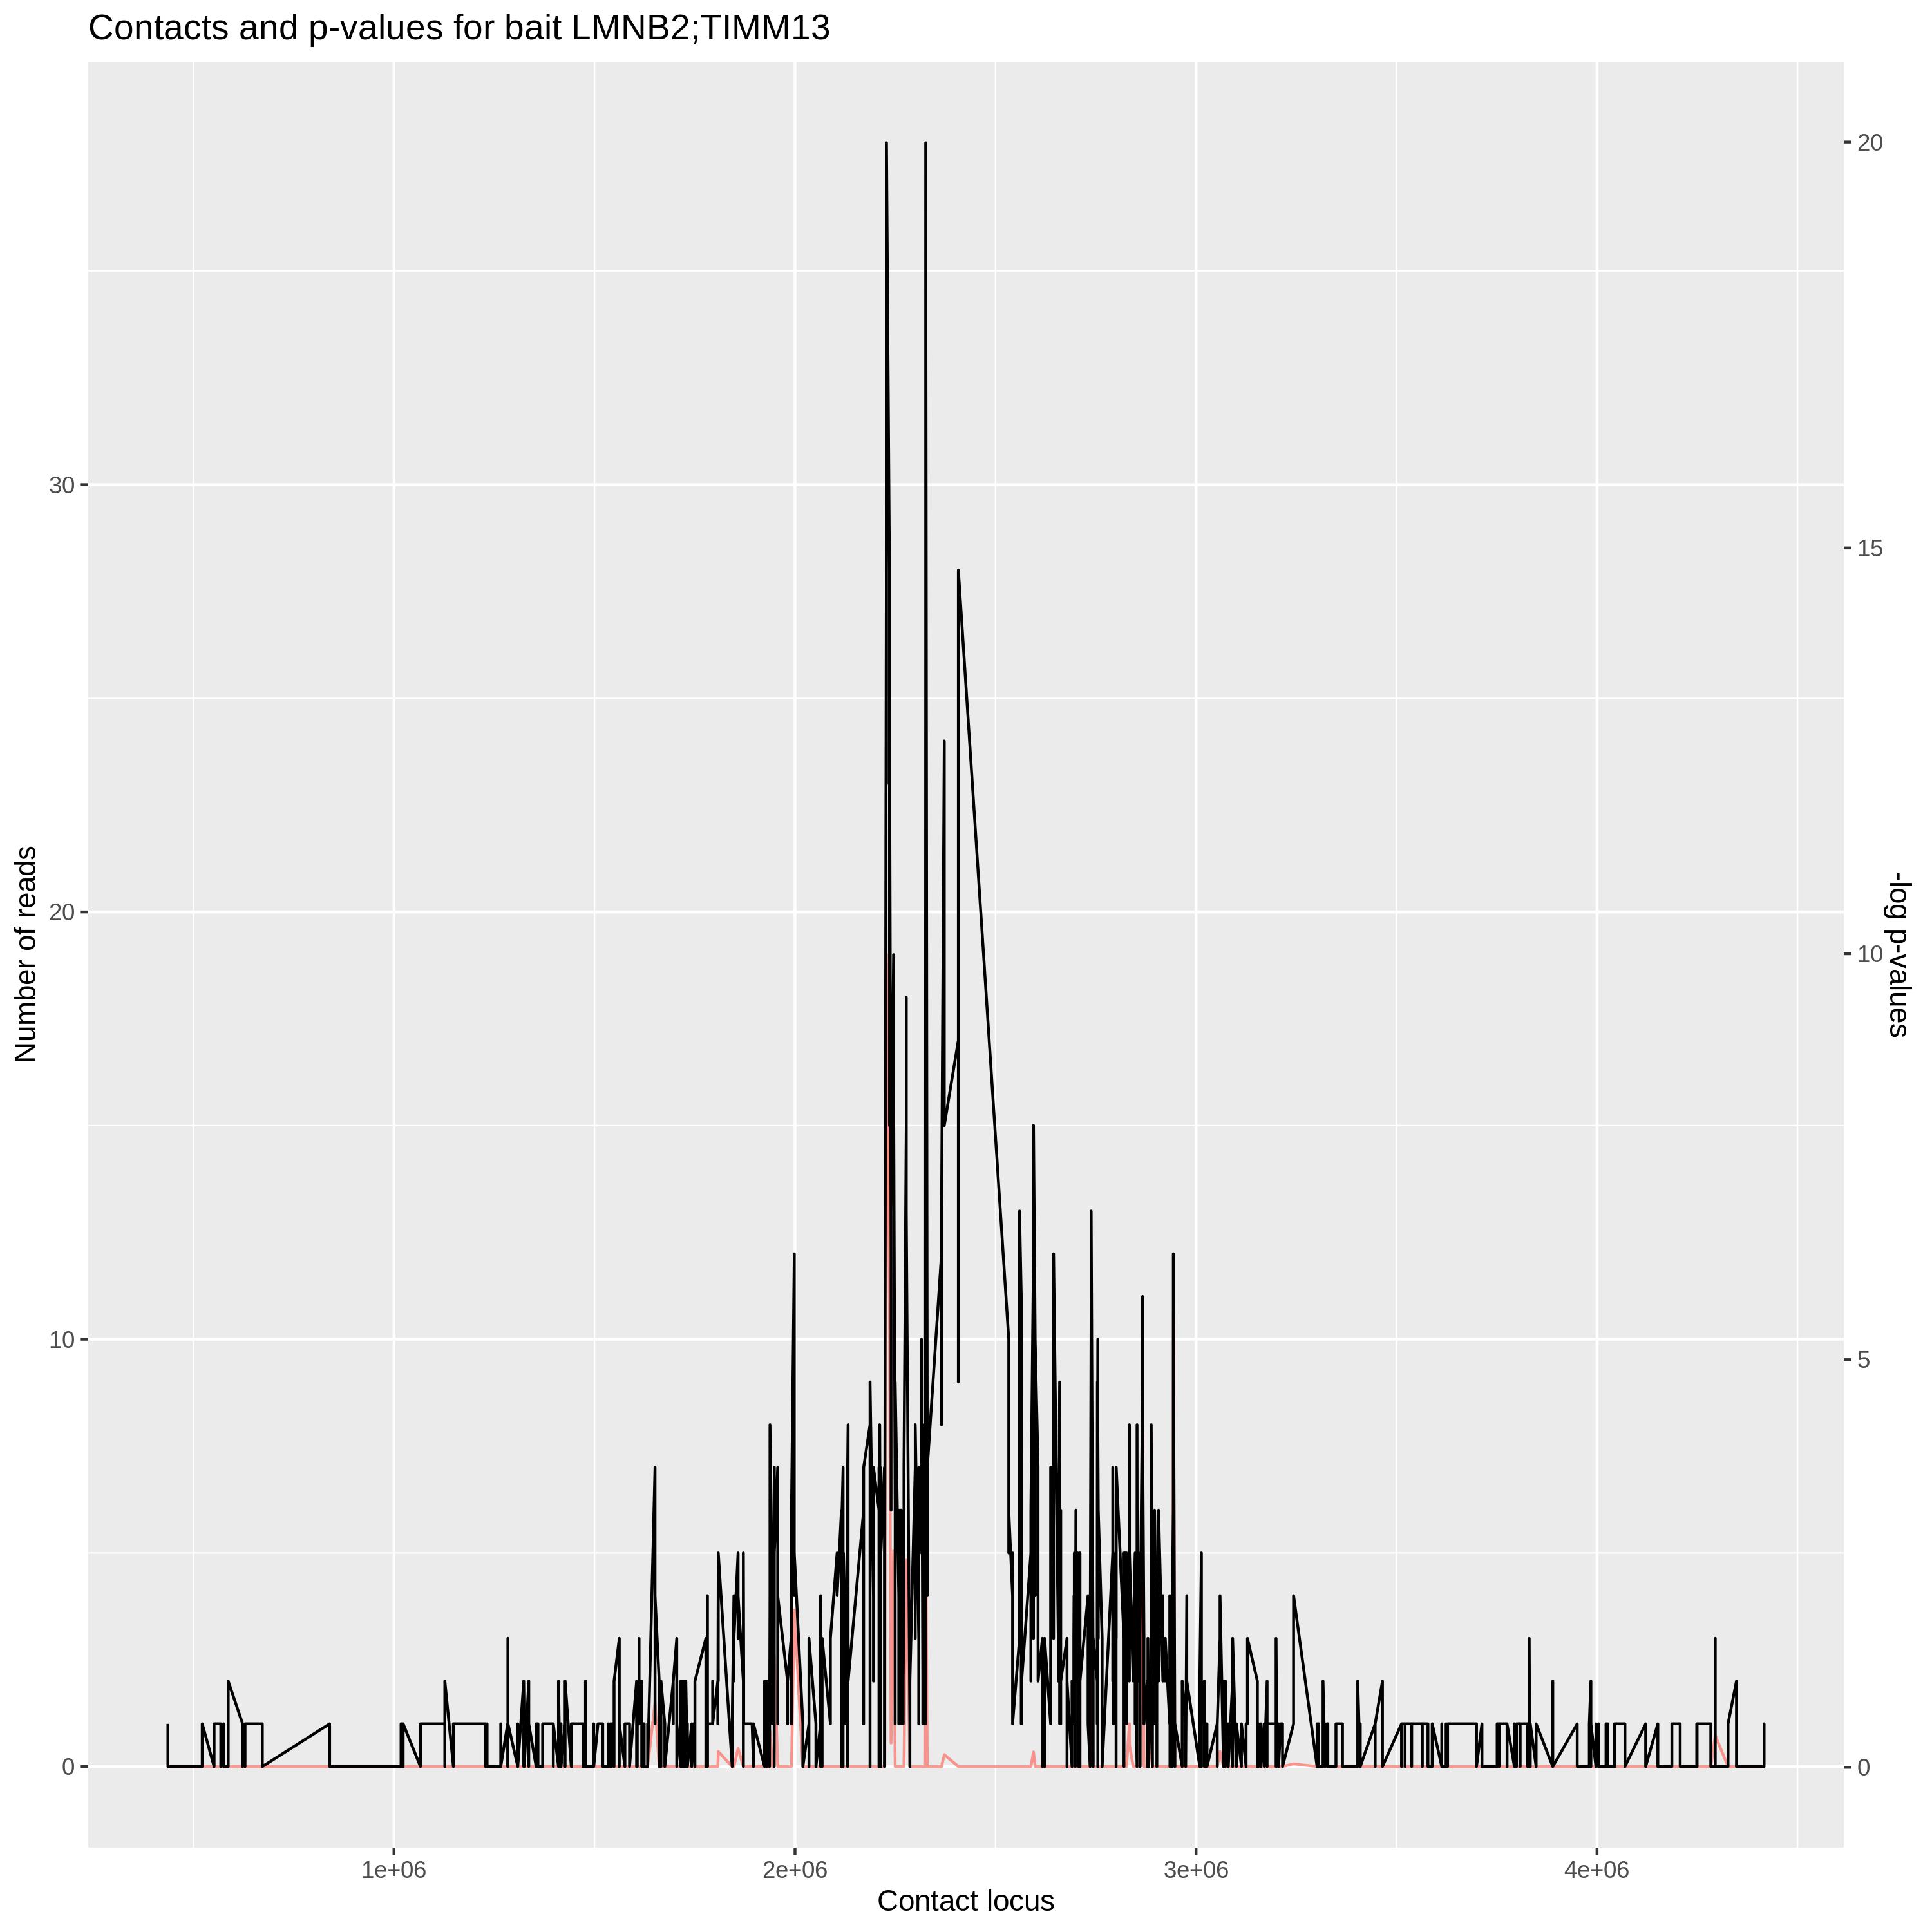 Contacts and p-values for bait LMNB2;TIMM13
Number of reads
30
20
10
0
20
15
10
5
0
-log p-values
1e+06
2e+06
3e+06
4e+06
Contact locus